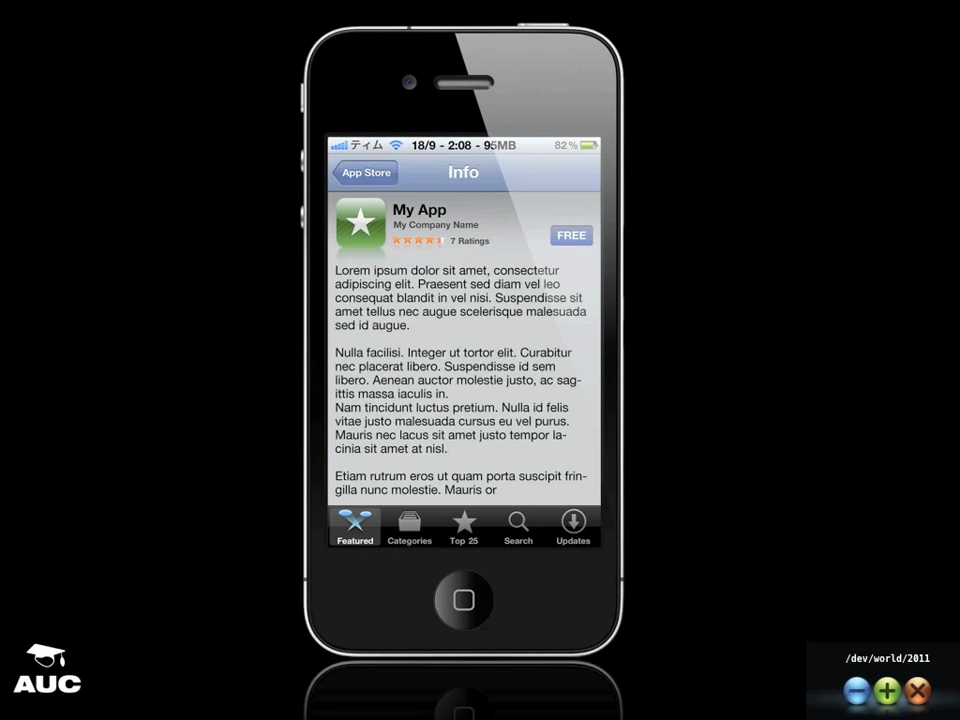 ティム 18/9 - 2:08 - 95MB 82%
App Store Info
My App
My Company Name
7 Ratings
FREE
Lorem ipsum dolor sit amet, consectetur
adipiscing elit. Praesent sed diam vel leo
consequat blandit in vel nisi. Suspendisse sit
amet tellus nec augue scelerisque malesuada
sed id augue.
Nulla facilisi. Integer ut tortor elit. Curabitur
nec placerat libero. Suspendisse id sem
libero. Aenean auctor molestie justo, ac sag-
ittis massa iaculis in.
Nam tincidunt luctus pretium. Nulla id felis
vitae justo malesuada cursus eu vel purus.
Mauris nec lacus sit amet justo tempor la-
cinia sit amet at nisl.
Etiam rutrum eros ut quam porta suscipit frin-
gilla nunc molestie. Mauris or
Featured Categories Top 25 Search Updates
AUC
/dev/world/2011